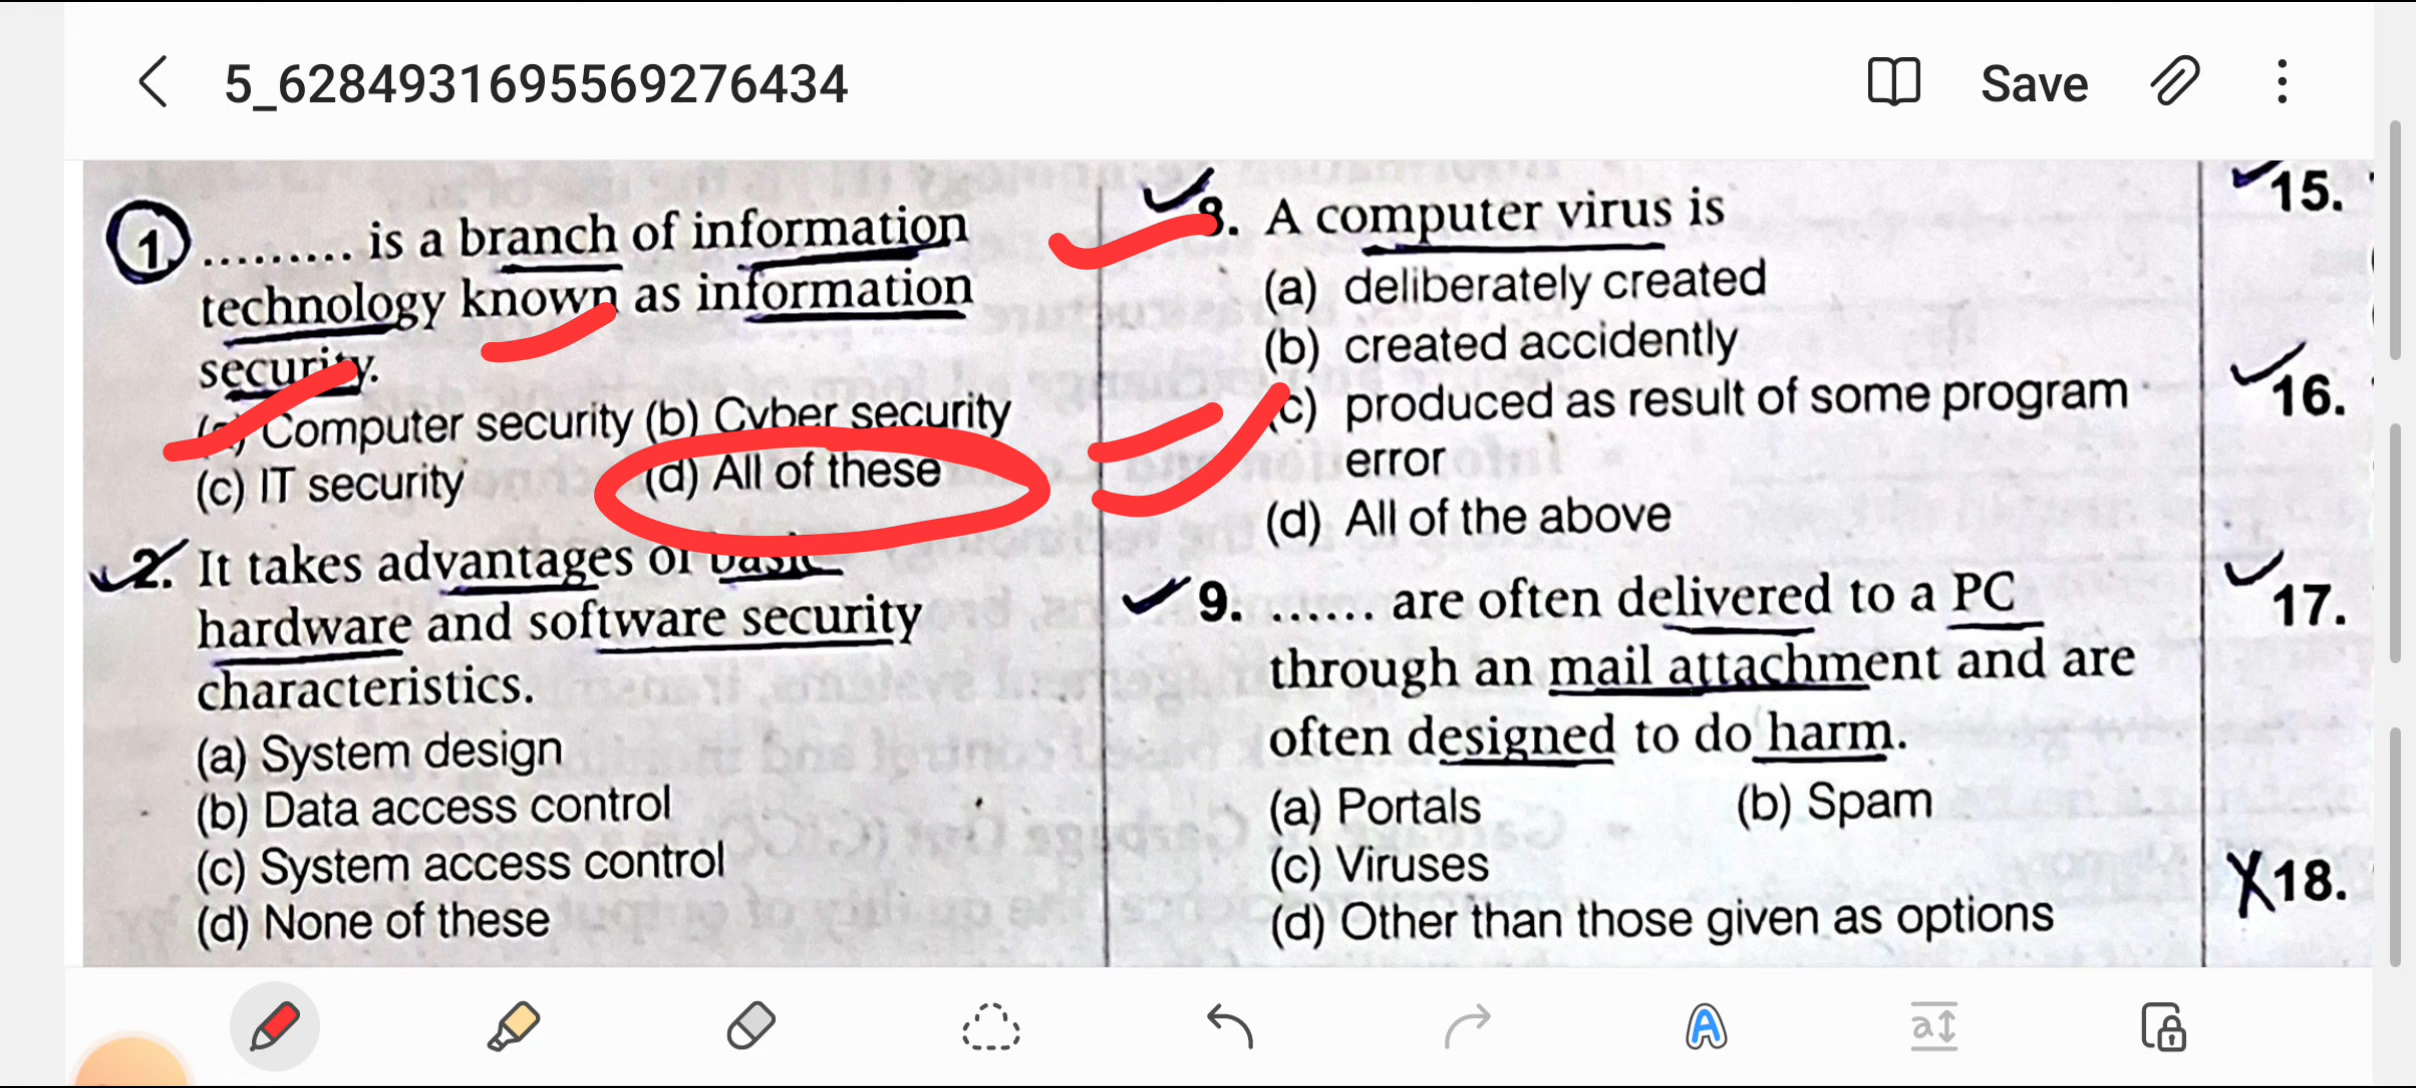 5_6284931695569276434
Save
1. ......... is a branch of information
technology known as information
security.
(a) Computer security (b) Cyber security
(c) IT security (d) All of these
2. It takes advantages of basic
hardware and software security
characteristics.
(a) System design
(b) Data access control
(c) System access control
(d) None of these
8. A computer virus is
(a) deliberately created
(b) created accidently
(c) produced as result of some program
error
(d) All of the above
9. ...... are often delivered to a PC
through an mail attachment and are
often designed to do harm.
(a) Portals (b) Spam
(c) Viruses
(d) Other than those given as options
15.
16.
17.
18.
A
a